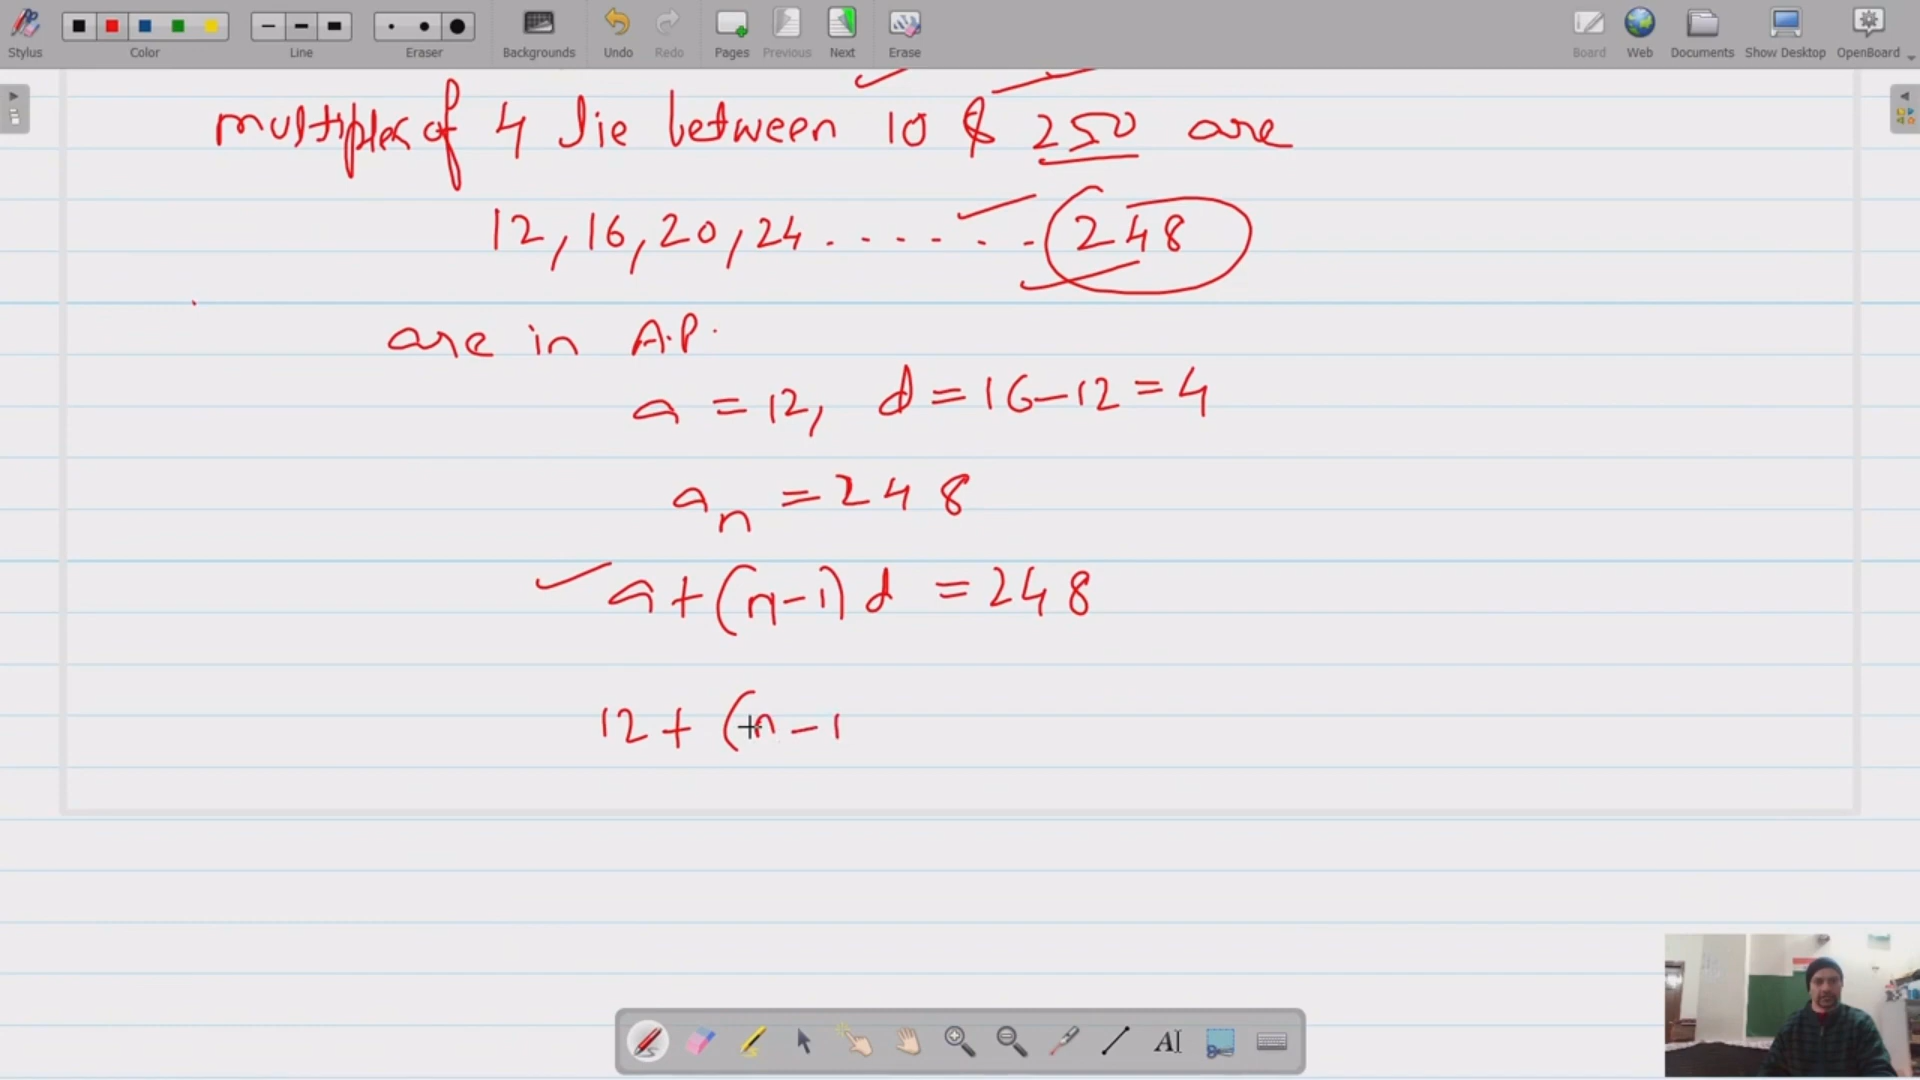 Stylus Color Line Eraser Backgrounds Undo Redo Pages Previous Next Erase Board Web Documents Show Desktop OpenBoard
multiples of 4 lie between 10 & 250 are
12, 16, 20, 24 ....... 248
are in A.P.
a = 12, d = 16-12 = 4
aₙ = 248
a + (n-1) d = 248
12 + (n - 1